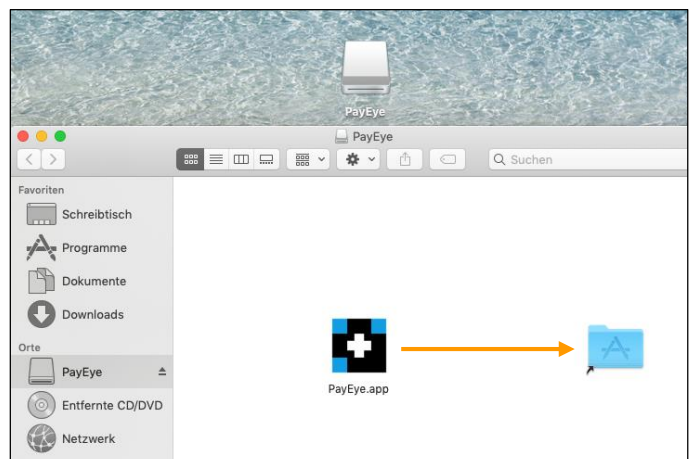 PayEye
PayEye
Suchen
Favoriten
Schreibtisch
Programme
Dokumente
Downloads
Orte
PayEye
Entfernte CD/DVD
Netzwerk
PayEye.app